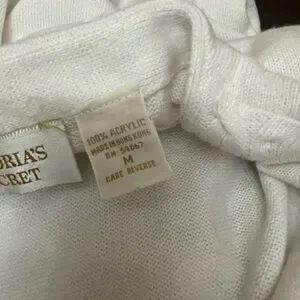 ORIA'S
CRET
100% ACRYLIC
MADE IN HONG KONG
RN 54867
M
CARE REVERSE